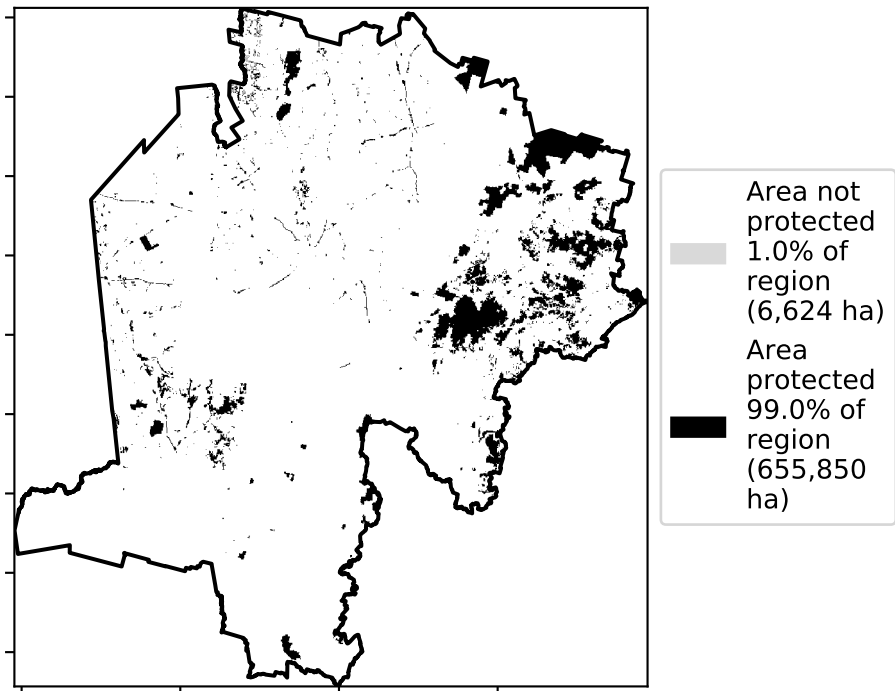 Area not
protected
1.0% of
region
(6,624 ha)
Area
protected
99.0% of
region
(655,850
ha)